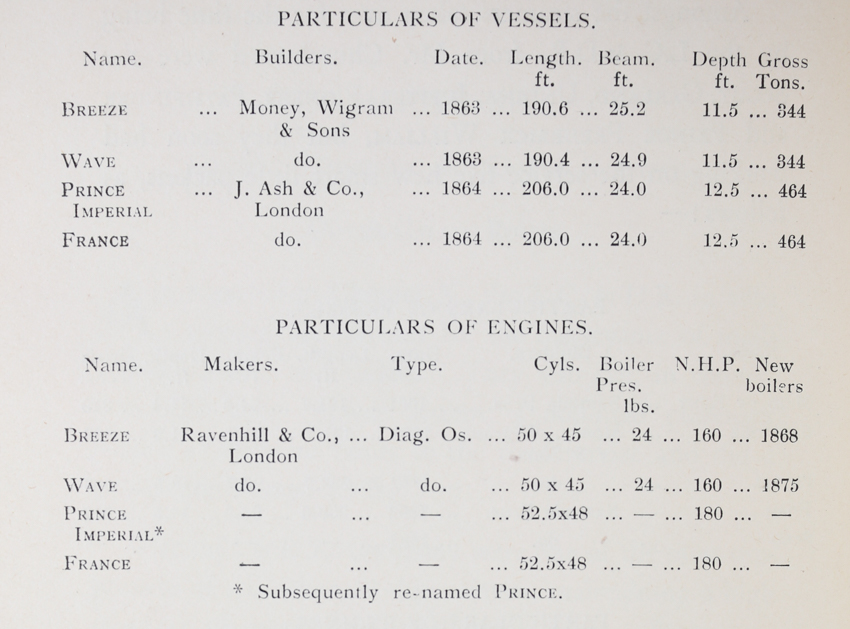 PARTICULARS OF VESSELS.
Name. Builders. Date. Length. Beam. Depth Gross
ft. ft. ft. Tons.
BREEZE ... Money, Wigram ... 1863 ... 190.6 ... 25.2 11.5 ... 344
& Sons
WAVE ... do. ... 1863 ... 190.4 ... 24.9 11.5 ... 344
PRINCE ... J. Ash & Co., ... 1864 ... 206.0 ... 24.0 12.5 ... 464
IMPERIAL London
FRANCE do. ... 1864 ... 206.0 ... 24.0 12.5 ... 464
PARTICULARS OF ENGINES.
Name. Makers. Type. Cyls. Boiler N.H.P. New
Pres. boilers
lbs.
BREEZE Ravenhill & Co., ... Diag. Os. ... 50 x 45 ... 24 ... 160 ... 1868
London
WAVE do. ... do. ... 50 x 45 ... 24 ... 160 ... 1875
PRINCE — ... — ... 52.5x48 ... — ... 180 ... —
IMPERIAL*
FRANCE — ... — ... 52.5x48 ... — ... 180 ... —
* Subsequently re-named PRINCE.